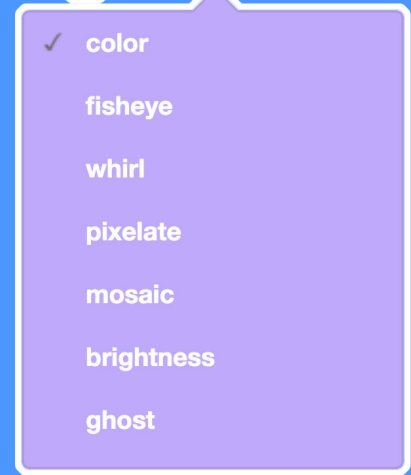 color
fisheye
whirl
pixelate
mosaic
brightness
ghost